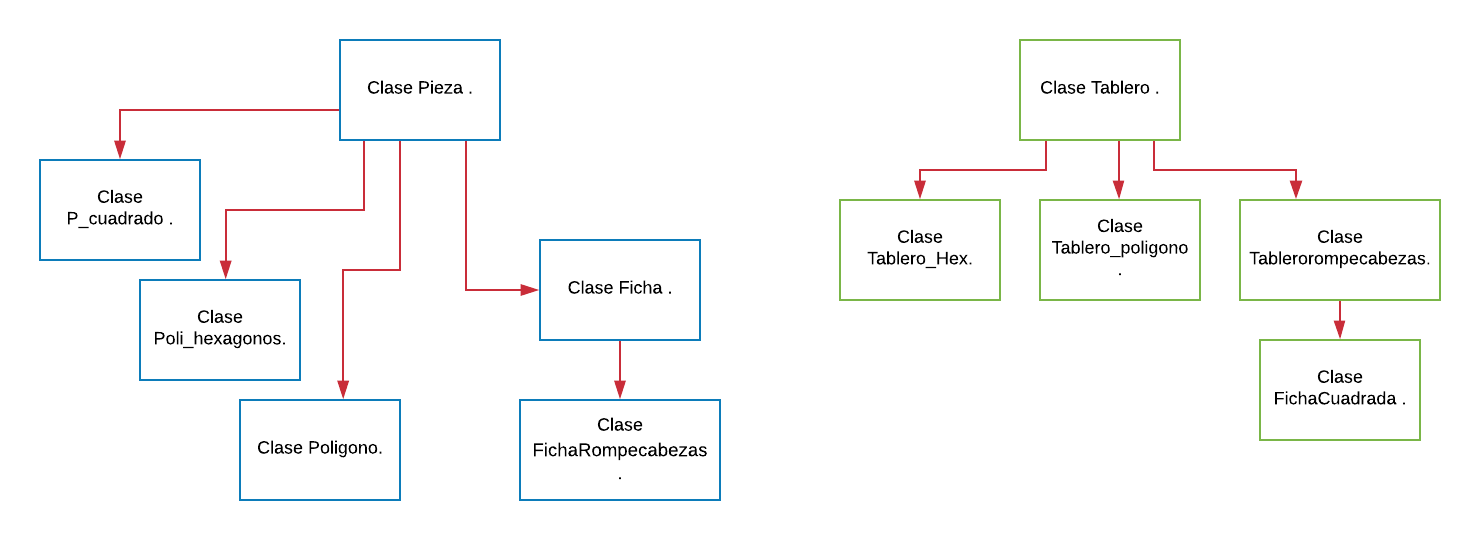 Clase Pieza .
Clase Tablero .
Clase
P_cuadrado .
Clase
Poli_hexagonos.
Clase Poligono.
Clase Ficha .
Clase
FichaRompecabezas
.
Clase
Tablero_Hex.
Clase
Tablero_poligono
.
Clase
Tablerorompecabezas.
Clase
FichaCuadrada .